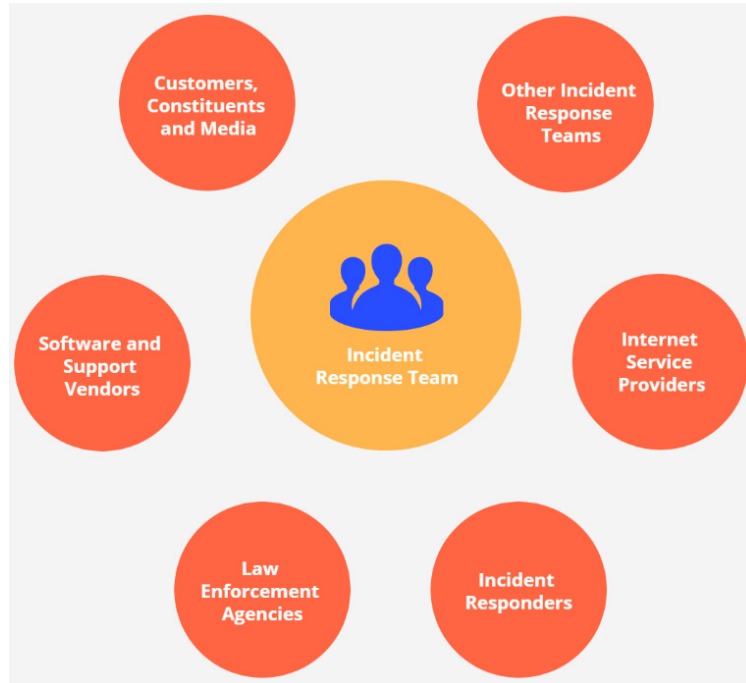 Customers,
Constituents
and Media
Other Incident
Response
Teams
Incident
Response Team
Software and
Support
Vendors
Internet
Service
Providers
Law
Enforcement
Agencies
Incident
Responders